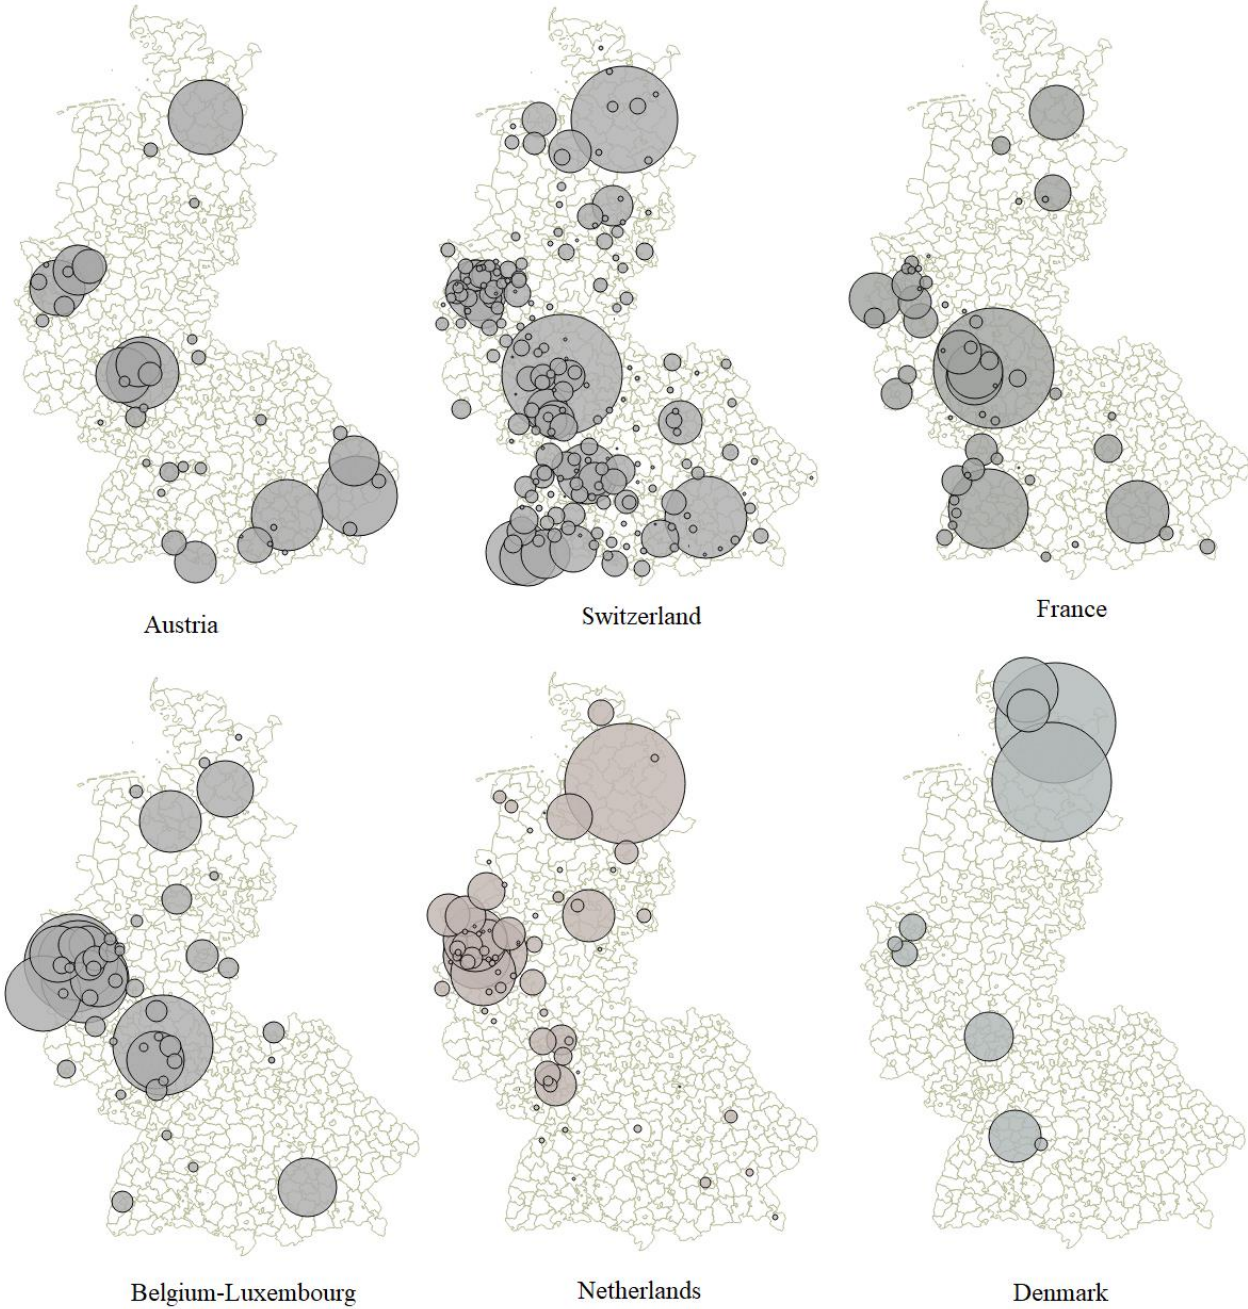 Austria
Switzerland
France
Belgium-Luxembourg
Netherlands
Denmark